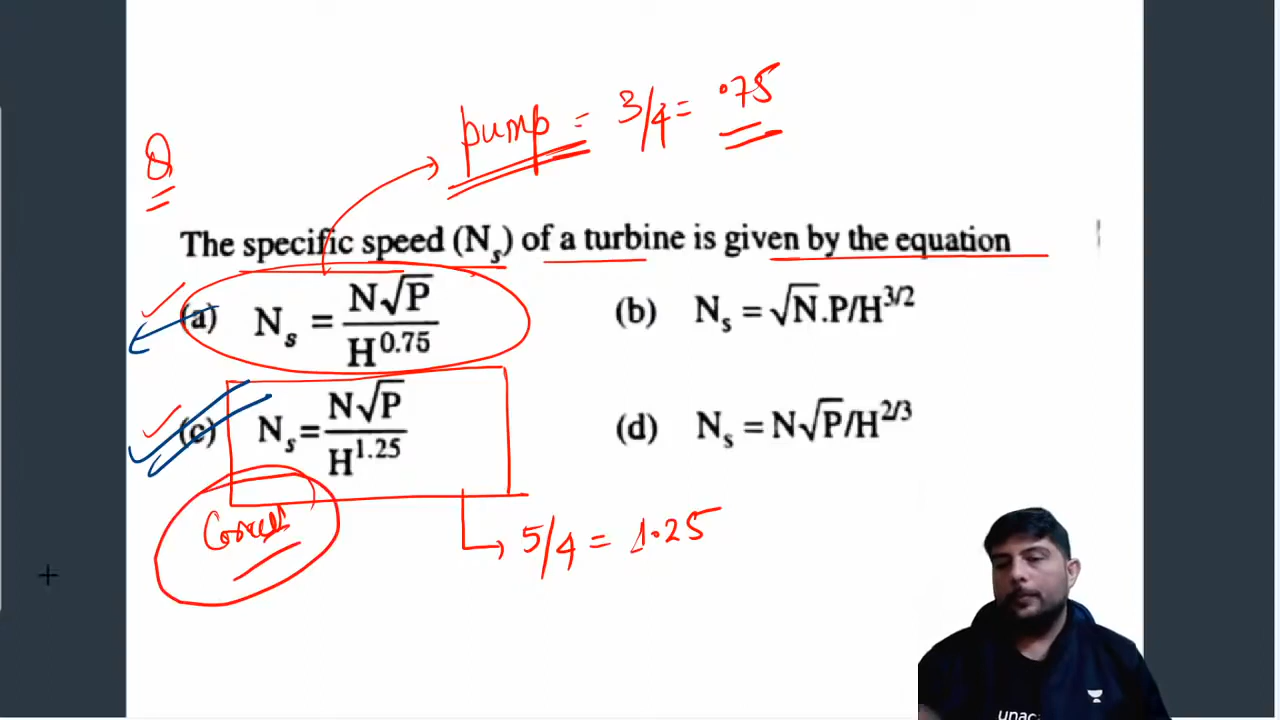 pump = 3/4 = .75
Q
The specific speed (Nₛ) of a turbine is given by the equation
(a) Nₛ = N√P / H^0.75
(b) Nₛ = √N.P/H^3/2
(c) Nₛ= N√P / H^1.25
(d) Nₛ = N√P/H^2/3
Correct
5/4 = 1.25
unac